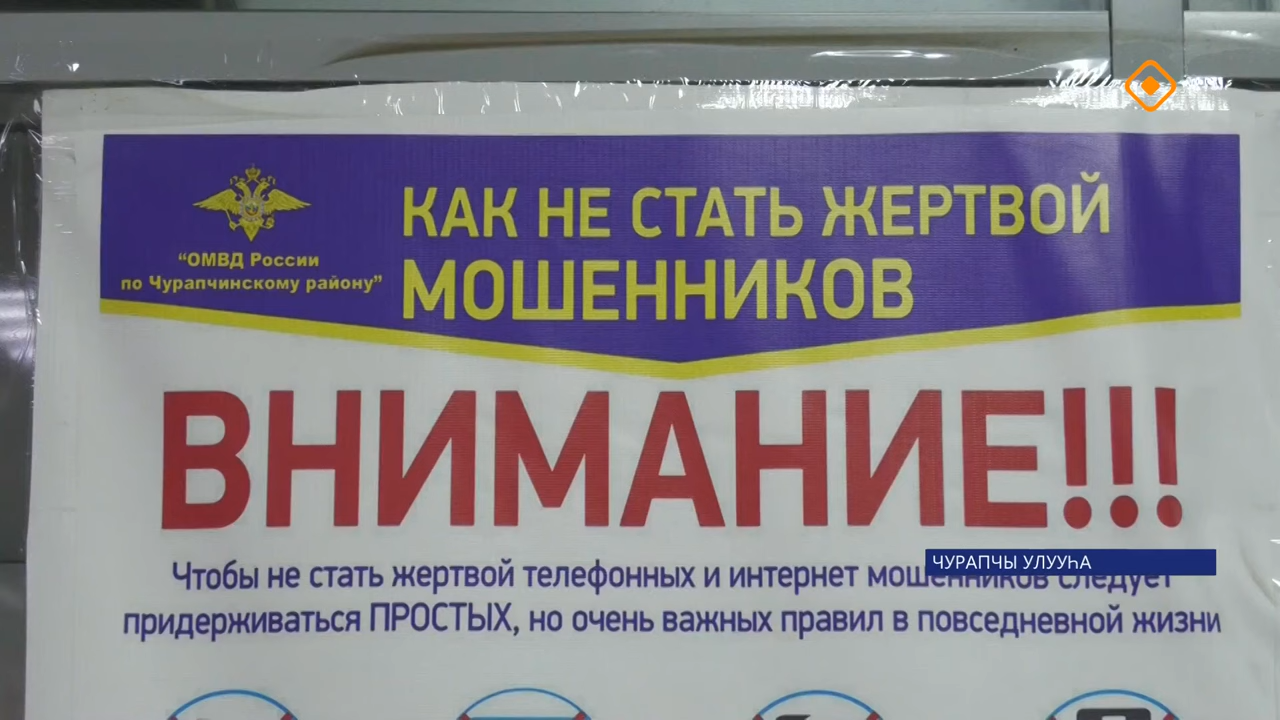 КАК НЕ СТАТЬ ЖЕРТВОЙ
МОШЕННИКОВ
“ОМВД России
по Чурапчинскому району”
ВНИМАНИЕ!!!
ЧУРАПЧЫ УЛУУҺА
Чтобы не стать жертвой телефонных и интернет мошенников следует
придерживаться ПРОСТЫХ, но очень важных правил в повседневной жизни